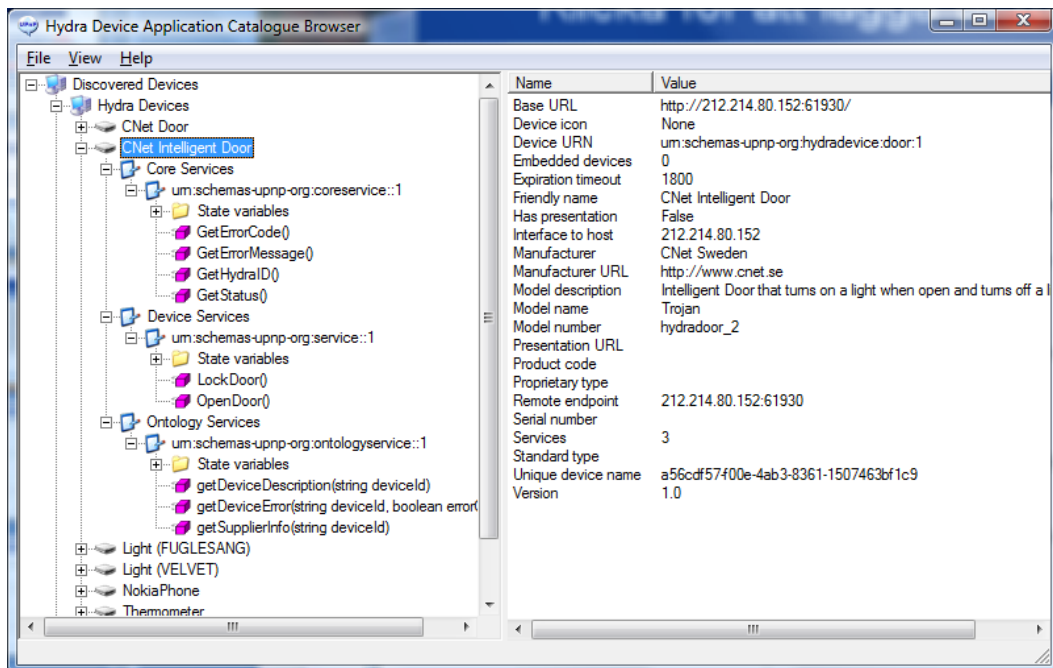 Hydra Device Application Catalogue Browser
File View Help
Discovered Devices
Hydra Devices
CNet Door
CNet Intelligent Door
Core Services
urn:schemas-upnp-org:coreservice::1
State variables
GetErrorCode()
GetErrorMessage()
GetHydraID()
GetStatus()
Device Services
urn:schemas-upnp-org:service::1
State variables
LockDoor()
OpenDoor()
Ontology Services
urn:schemas-upnp-org:ontologyservice::1
State variables
getDeviceDescription(string deviceId)
getDeviceError(string deviceId, boolean error(
getSupplierInfo(string deviceId)
Light (FUGLESANG)
Light (VELVET)
NokiaPhone
Thermometer
Name Value
Base URL http://212.214.80.152:61930/
Device icon None
Device URN urn:schemas-upnp-org:hydradevice:door:1
Embedded devices 0
Expiration timeout 1800
Friendly name CNet Intelligent Door
Has presentation False
Interface to host 212.214.80.152
Manufacturer CNet Sweden
Manufacturer URL http://www.cnet.se
Model description Intelligent Door that turns on a light when open and turns off a l
Model name Trojan
Model number hydradoor_2
Presentation URL
Product code
Proprietary type
Remote endpoint 212.214.80.152:61930
Serial number
Services 3
Standard type
Unique device name a56cdf57-f00e-4ab3-8361-1507463bf1c9
Version 1.0